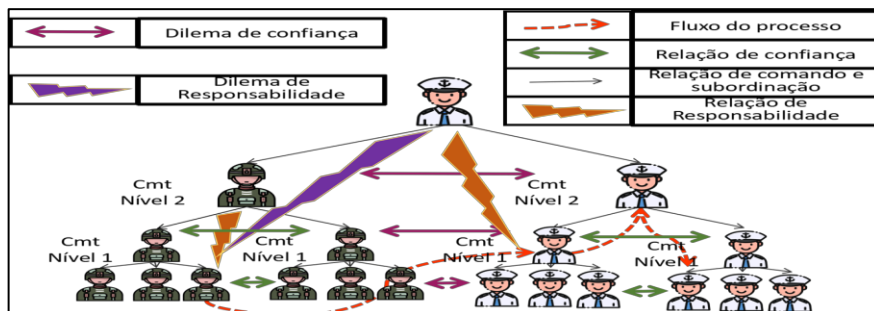 Dilema de confiança
Dilema de
Responsabilidade
Fluxo do processo
Relação de confiança
Relação de comando e
subordinação
Relação de
Responsabilidade
Cmt
Nível 2
Cmt
Nível 2
Cmt
Nível 1
Cmt
Nível 1
Cmt
Nível 1
Cmt
Nível 1